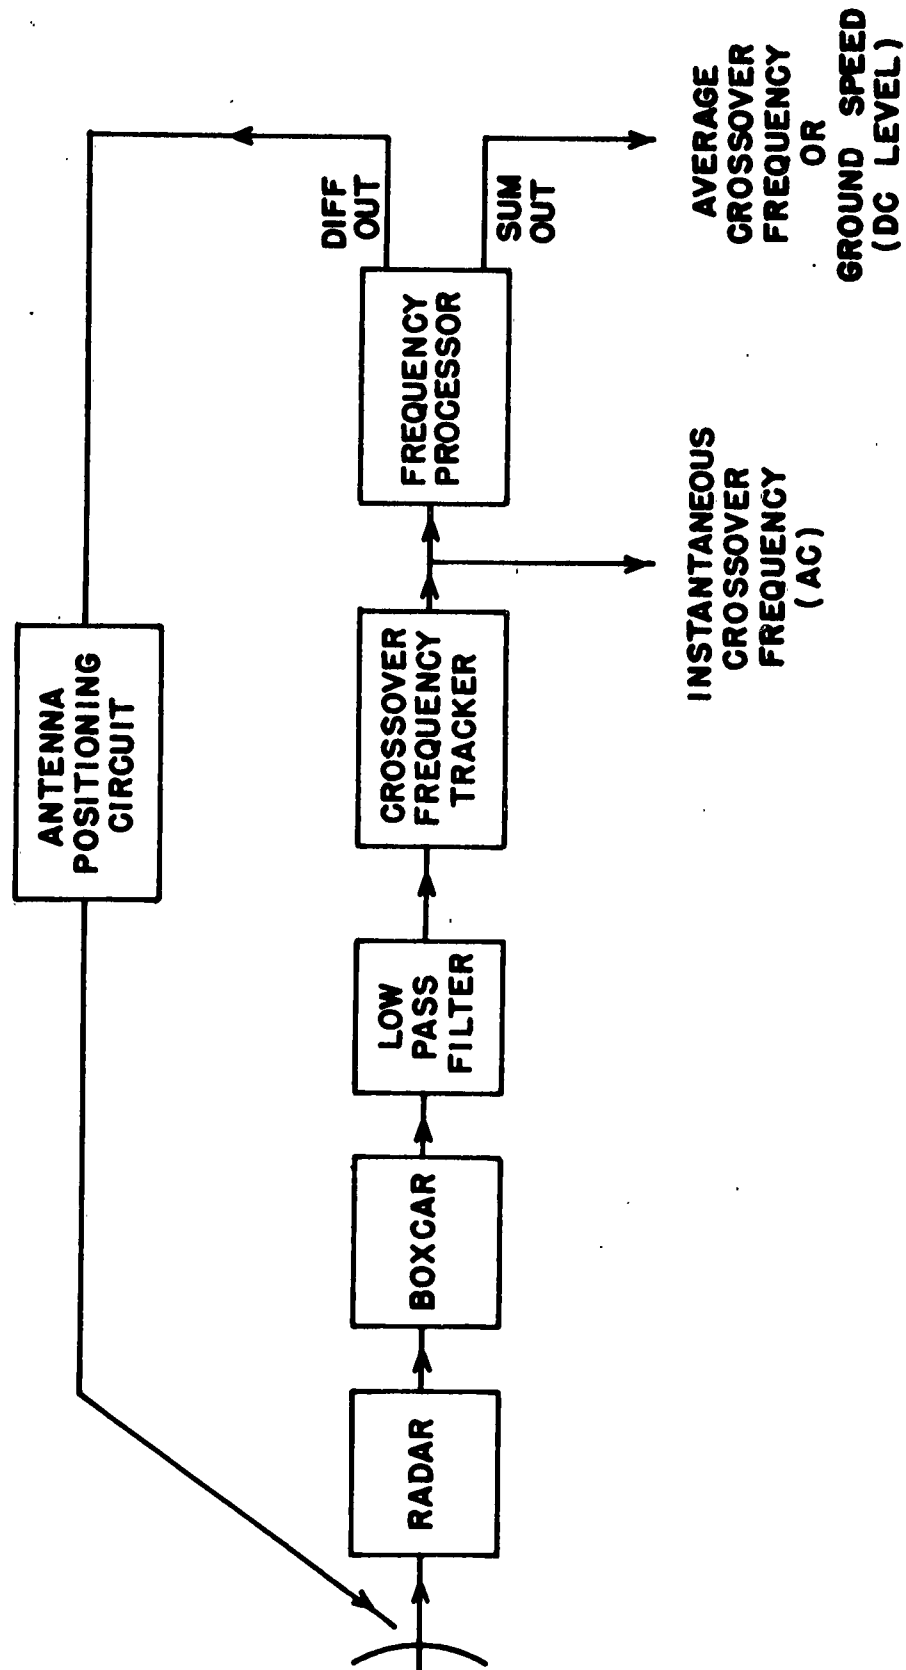 ANTENNA
POSITIONING
CIRCUIT
RADAR
BOXCAR
LOW
PASS
FILTER
CROSSOVER
FREQUENCY
TRACKER
FREQUENCY
PROCESSOR
DIFF
OUT
SUM
OUT
INSTANTANEOUS
CROSSOVER
FREQUENCY
(AC)
AVERAGE
CROSSOVER
FREQUENCY
OR
GROUND SPEED
(DC LEVEL)